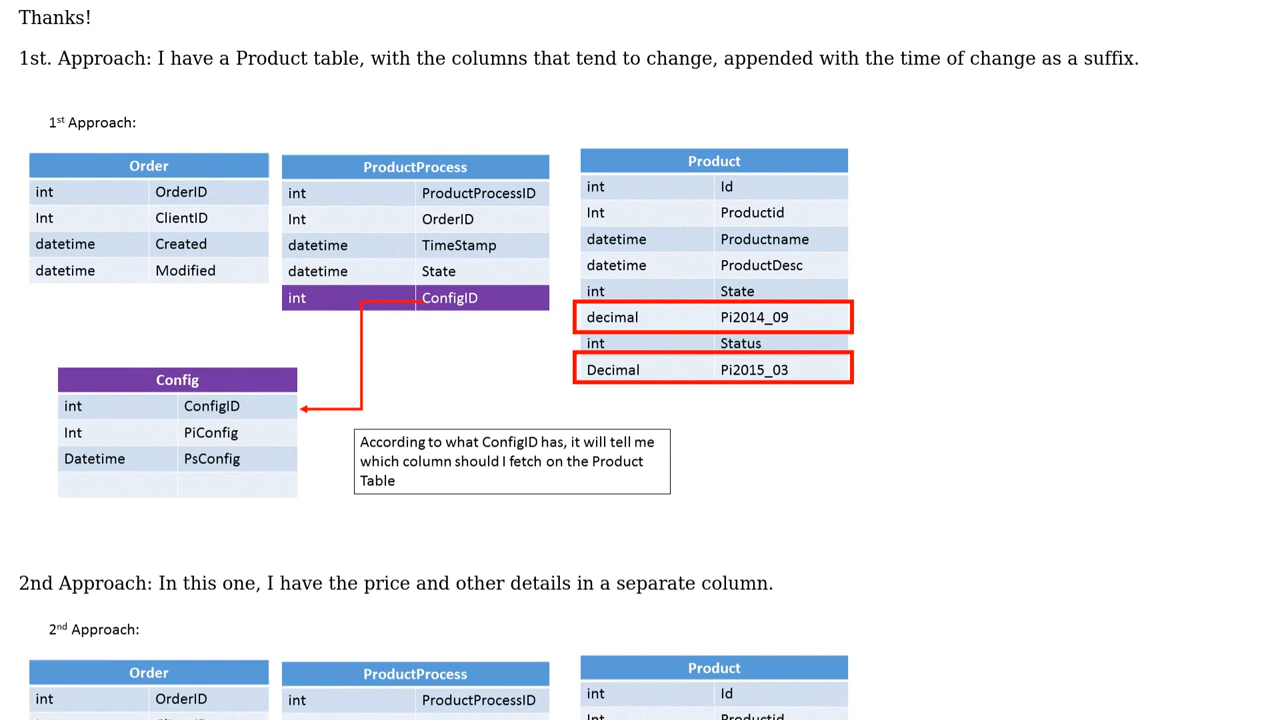 Thanks!
1st. Approach: I have a Product table, with the columns that tend to change, appended with the time of change as a suffix.
1st Approach:
Order
int OrderID
Int ClientID
datetime Created
datetime Modified
ProductProcess
int ProductProcessID
Int OrderID
datetime TimeStamp
datetime State
int ConfigID
Product
int Id
Int Productid
datetime Productname
datetime ProductDesc
int State
decimal Pi2014_09
int Status
Decimal Pi2015_03
Config
int ConfigID
Int PiConfig
Datetime PsConfig
According to what ConfigID has, it will tell me
which column should I fetch on the Product
Table
2nd Approach: In this one, I have the price and other details in a separate column.
2nd Approach:
Order
int OrderID
ProductProcess
int ProductProcessID
Product
int Id
Int Productid